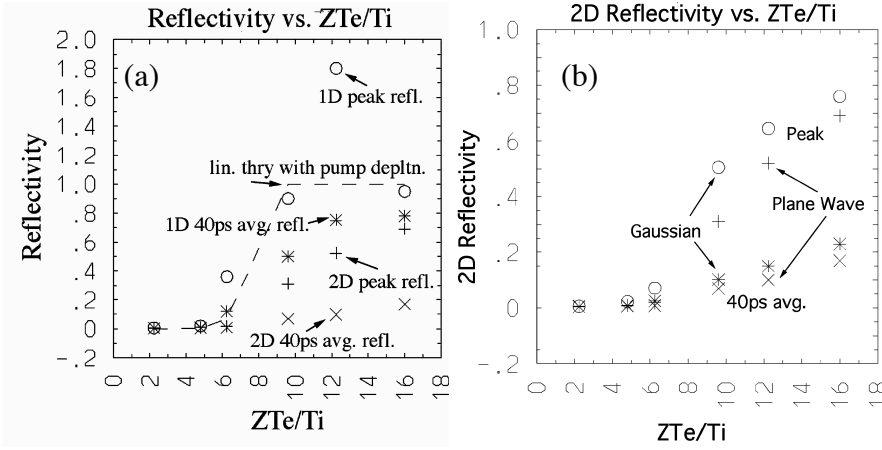 Reflectivity vs. ZTe/Ti
(a)
Reflectivity
2.0
1.8
1.6
1.4
1.2
1.0
.8
.6
.4
.2
0
-.2
1D peak refl.
lin. thry with pump depltn.
1D 40ps avg. refl.
2D peak refl.
2D 40ps avg. refl.
0 2 4 6 8 10 12 14 16 18
ZTe/Ti
2D Reflectivity vs. ZTe/Ti
(b)
2D Reflectivity
1.0
.8
.6
.4
.2
0
-.2
Peak
Plane Wave
Gaussian
40ps avg.
0 2 4 6 8 10 12 14 16 18
ZTe/Ti